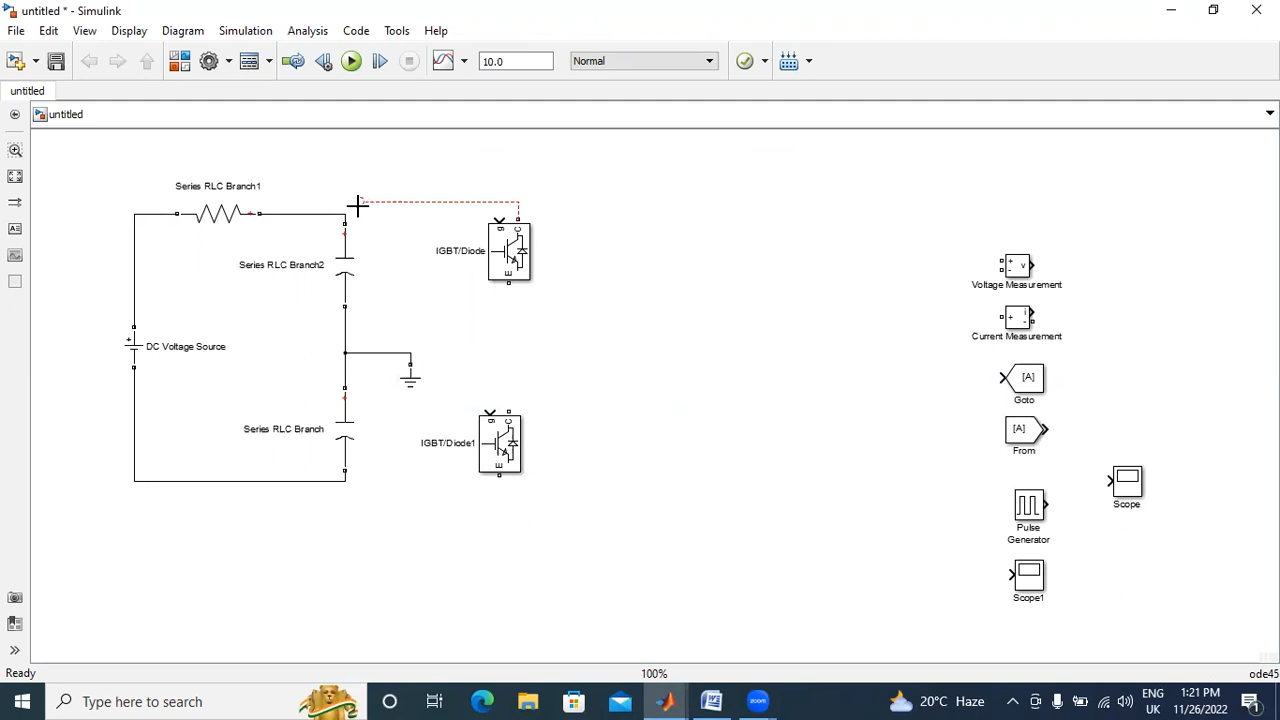 untitled * - Simulink
File Edit View Display Diagram Simulation Analysis Code Tools Help
10.0 Normal
untitled
untitled
Series RLC Branch1
g C
IGBT/Diode
E
Series RLC Branch2
+ v
-
Voltage Measurement
+ i
-
Current Measurement
+
DC Voltage Source
[A]
Goto
g C
IGBT/Diode1
E
Series RLC Branch
[A]
From
Scope
Pulse
Generator
Scope1
Ready 100% ode45
Type here to search
20°C Haze
ENG
UK
1:21 PM
11/26/2022
1